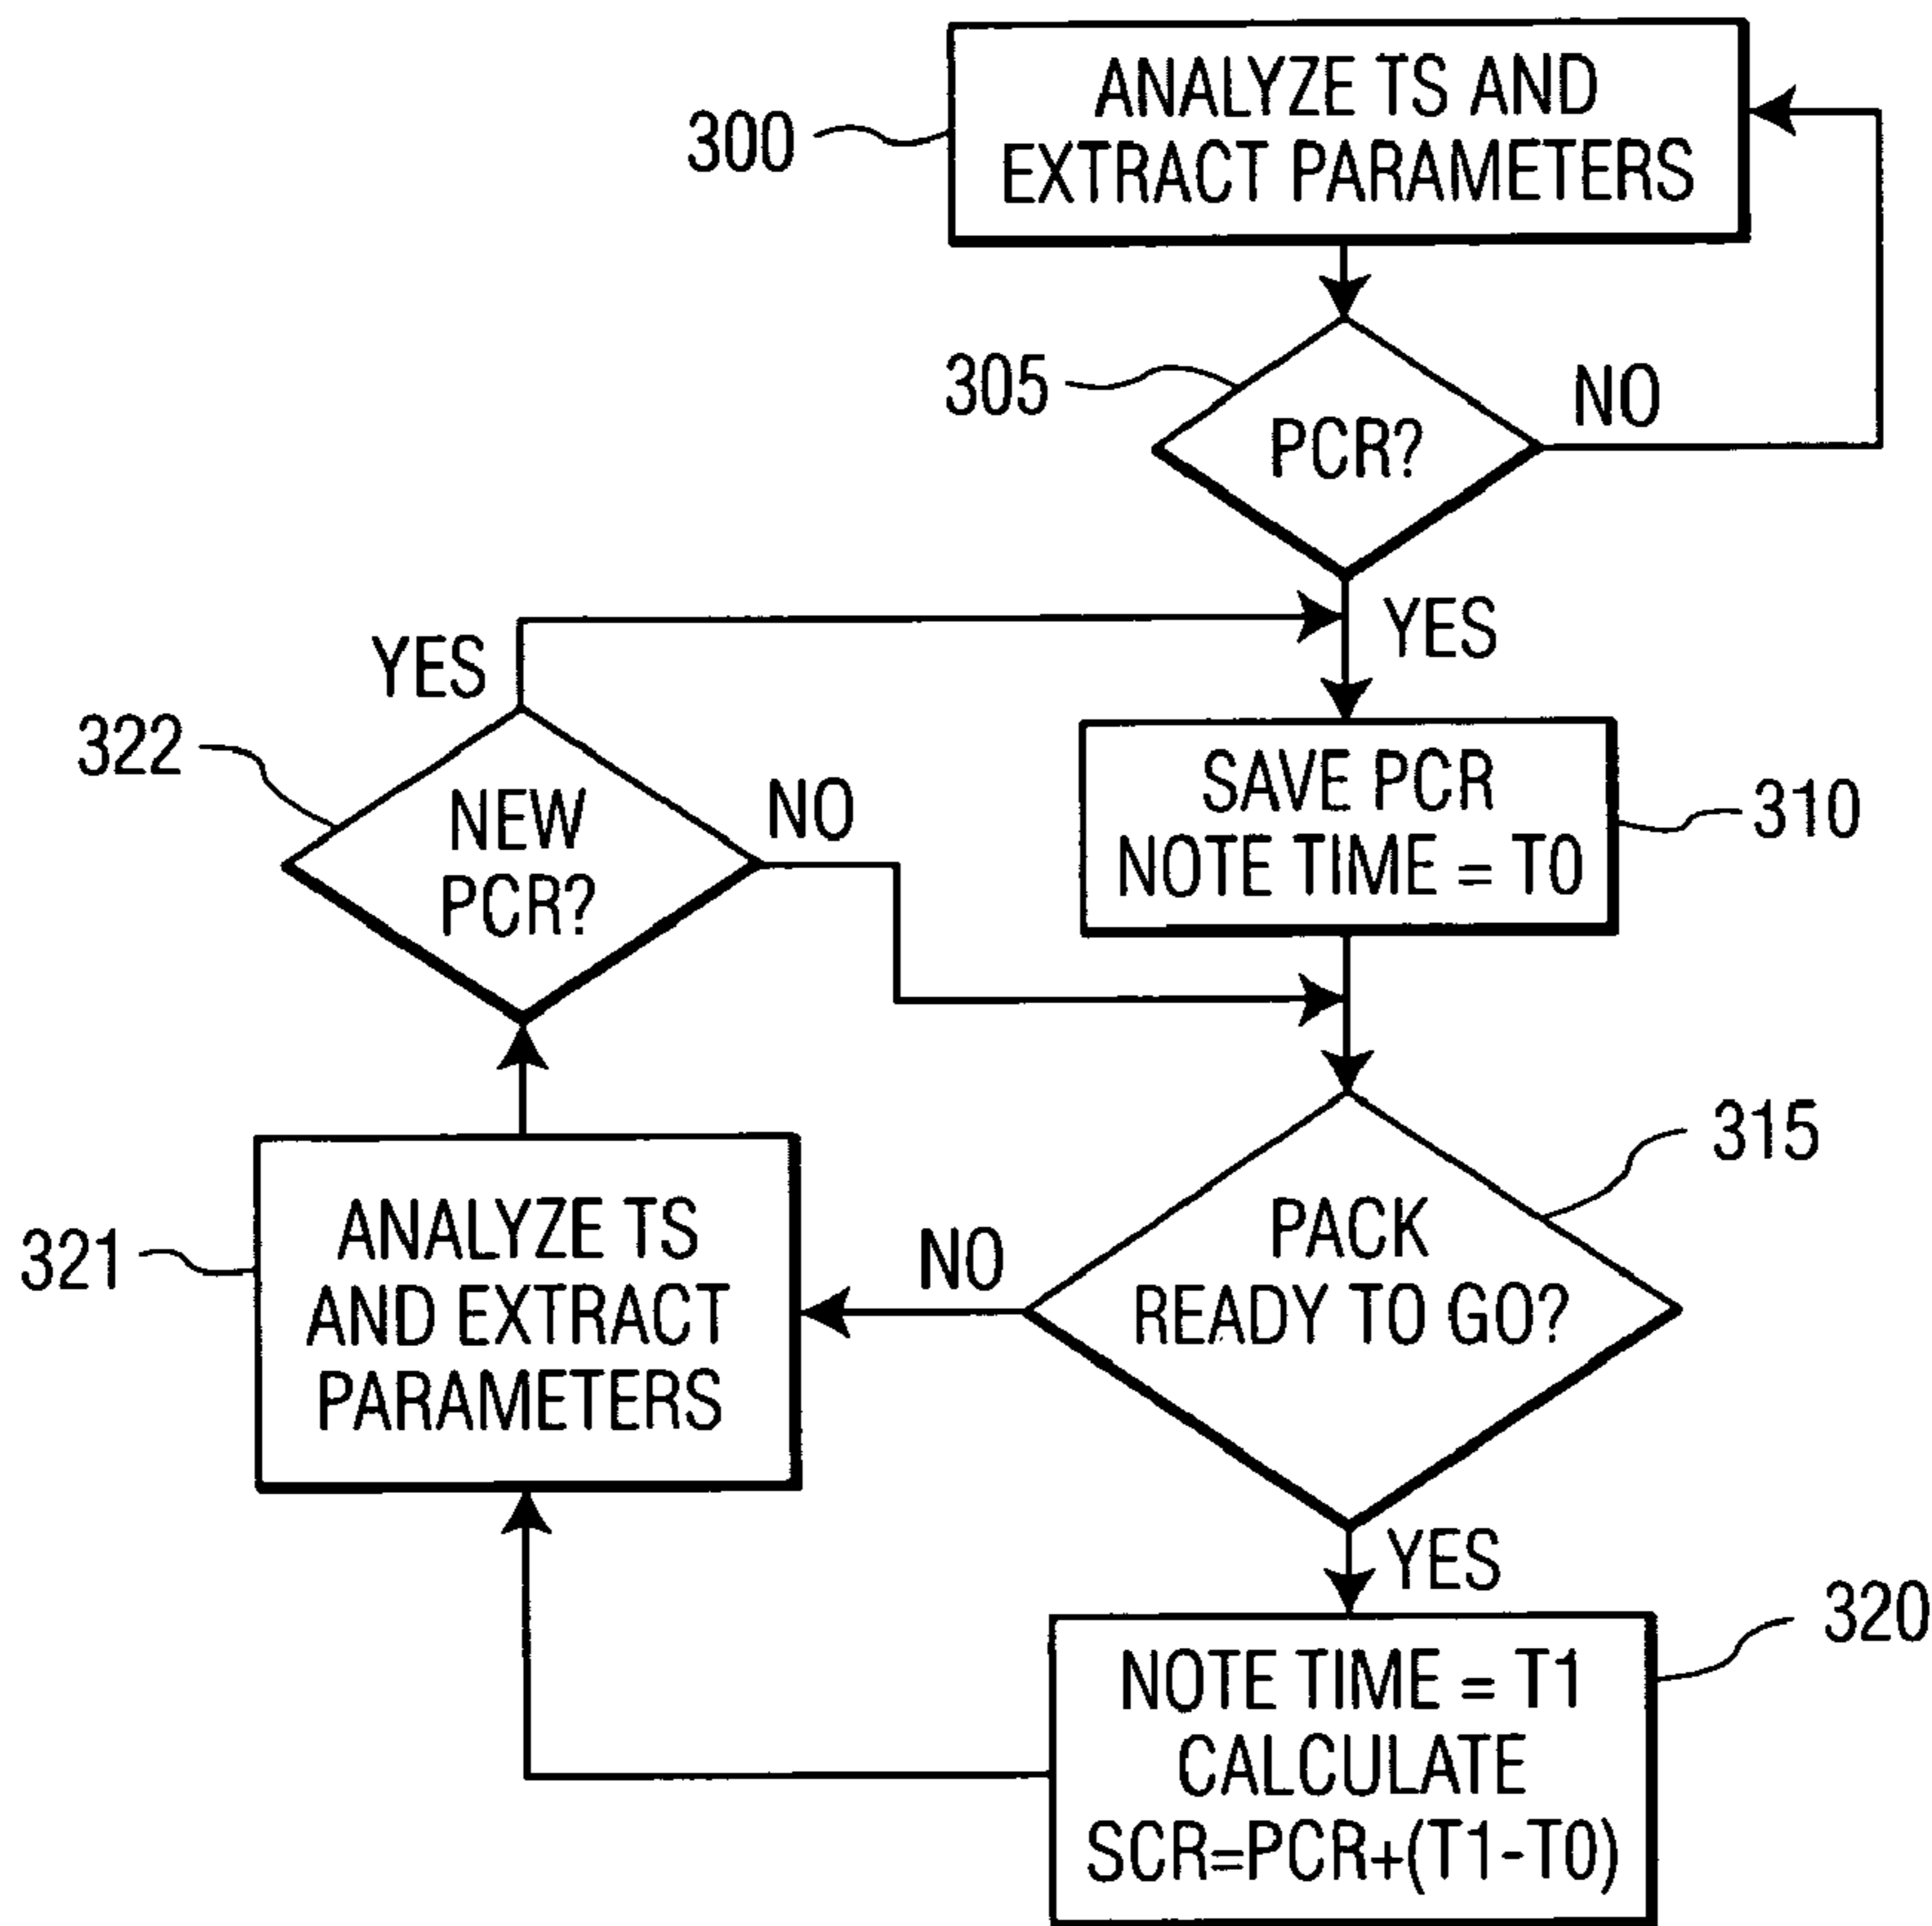 ANALYZE TS AND
EXTRACT PARAMETERS
300
305
PCR?
NO
YES
YES
322
NEW
PCR?
NO
SAVE PCR
NOTE TIME = T0
310
315
PACK
READY TO GO?
NO
321
ANALYZE TS
AND EXTRACT
PARAMETERS
YES
320
NOTE TIME = T1
CALCULATE
SCR=PCR+(T1-T0)